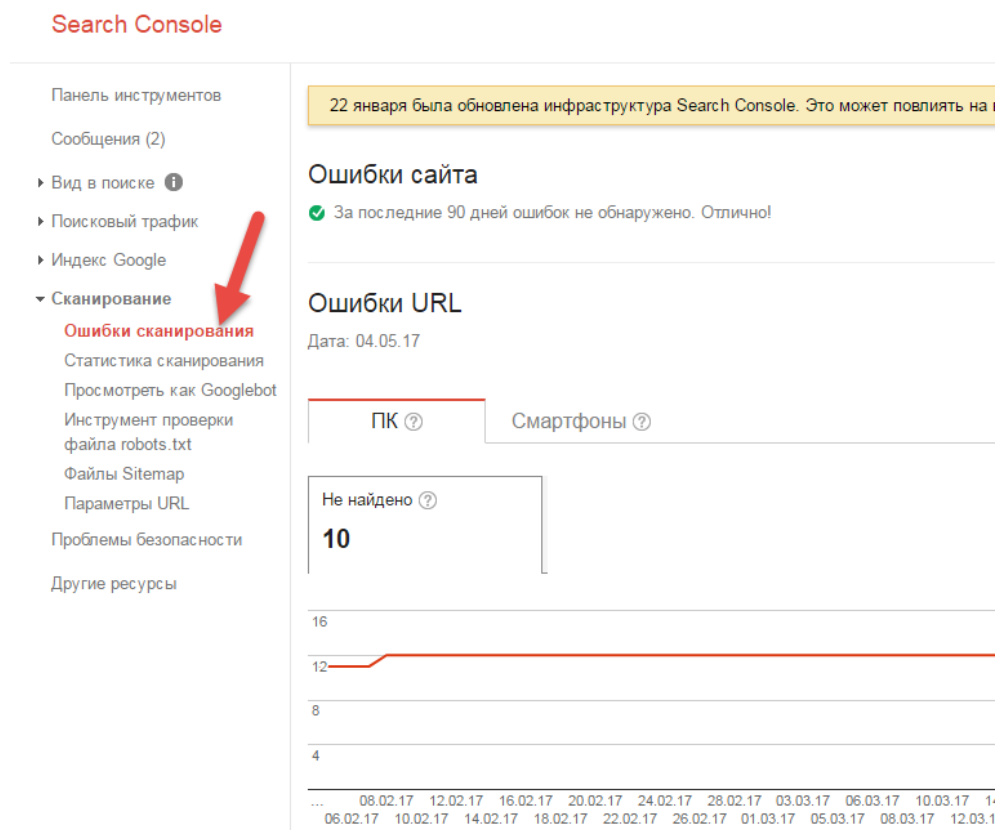 Search Console
Панель инструментов
Сообщения (2)
Вид в поиске
Поисковый трафик
Индекс Google
Сканирование
Ошибки сканирования
Статистика сканирования
Просмотреть как Googlebot
Инструмент проверки
файла robots.txt
Файлы Sitemap
Параметры URL
Проблемы безопасности
Другие ресурсы
22 января была обновлена инфраструктура Search Console. Это может повлиять на
Ошибки сайта
За последние 90 дней ошибок не обнаружено. Отлично!
Ошибки URL
Дата: 04.05.17
ПК ? Смартфоны ?
Не найдено ?
10
16
12
8
4
... 08.02.17 12.02.17 16.02.17 20.02.17 24.02.17 28.02.17 03.03.17 06.03.17 10.03.17
06.02.17 10.02.17 14.02.17 18.02.17 22.02.17 26.02.17 01.03.17 05.03.17 08.03.17 12.03.1